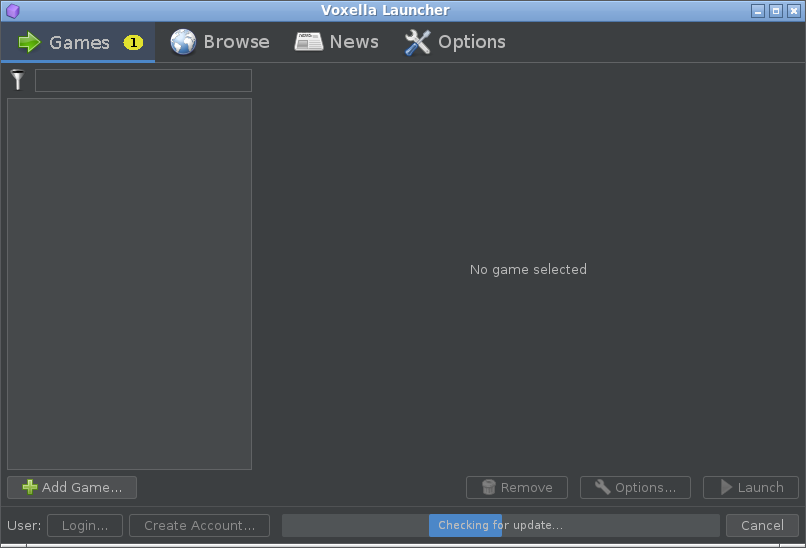 Voxella Launcher
Games 1 Browse News Options
No game selected
Add Game... Remove Options... Launch
User: Login... Create Account... Checking for update... Cancel